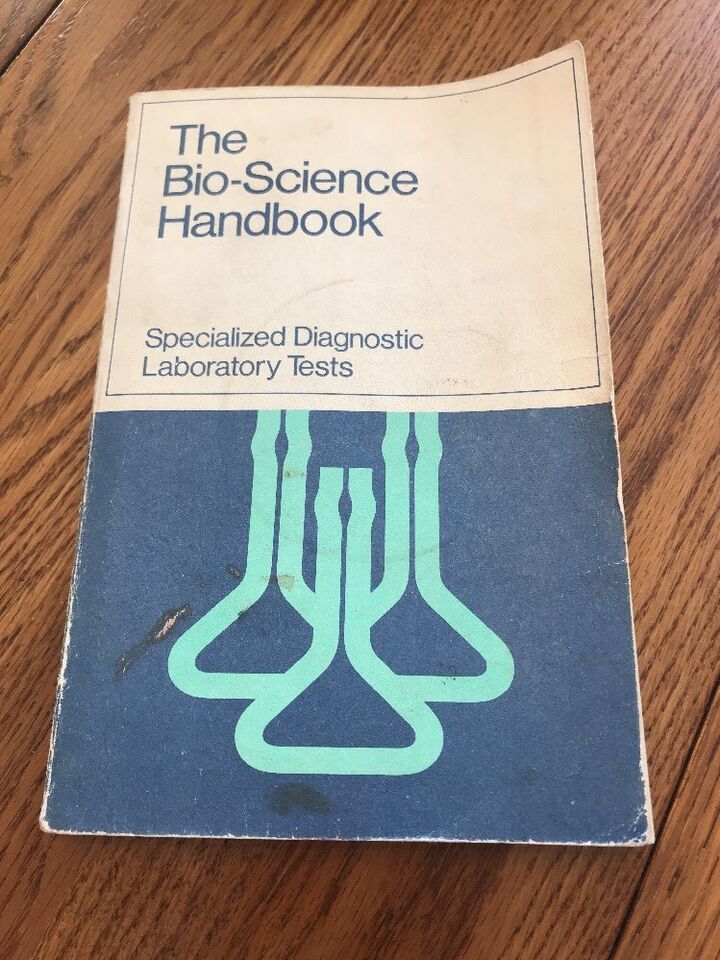 The
Bio-Science
Handbook
Specialized Diagnostic
Laboratory Tests